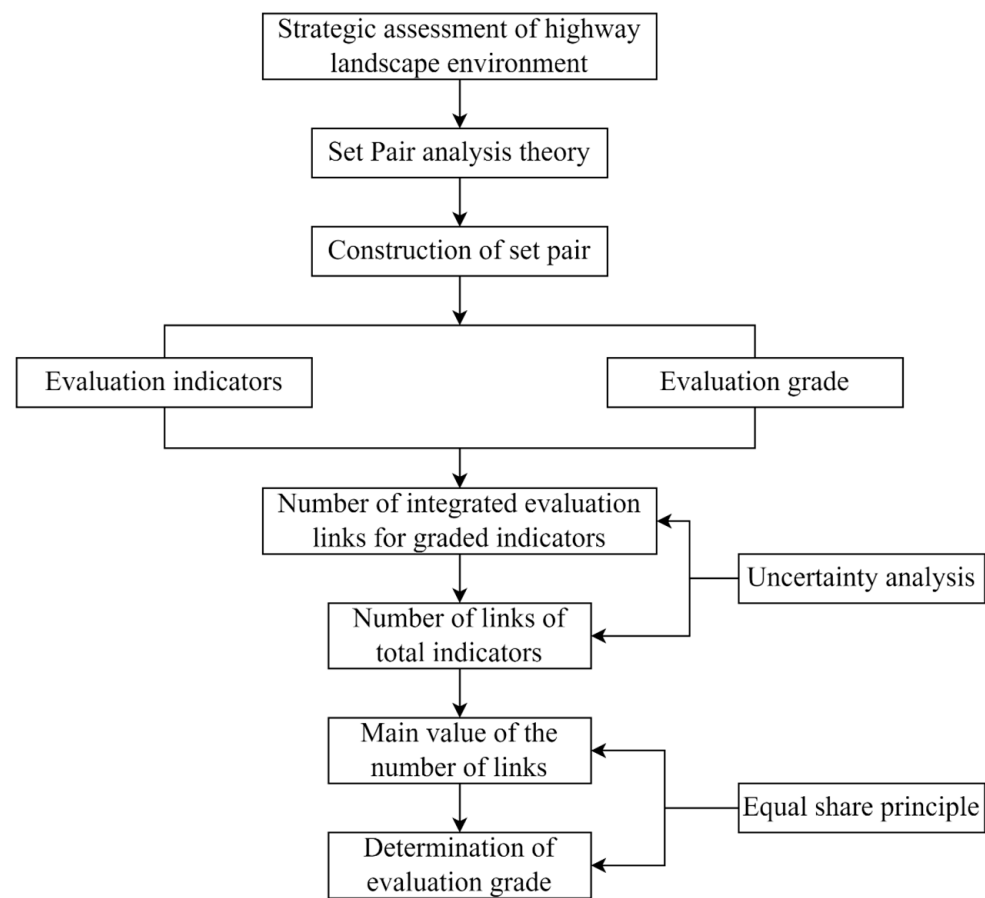 Strategic assessment of highway
landscape environment
Set Pair analysis theory
Construction of set pair
Evaluation indicators
Evaluation grade
Number of integrated evaluation
links for graded indicators
Uncertainty analysis
Number of links of
total indicators
Main value of the
number of links
Equal share principle
Determination of
evaluation grade